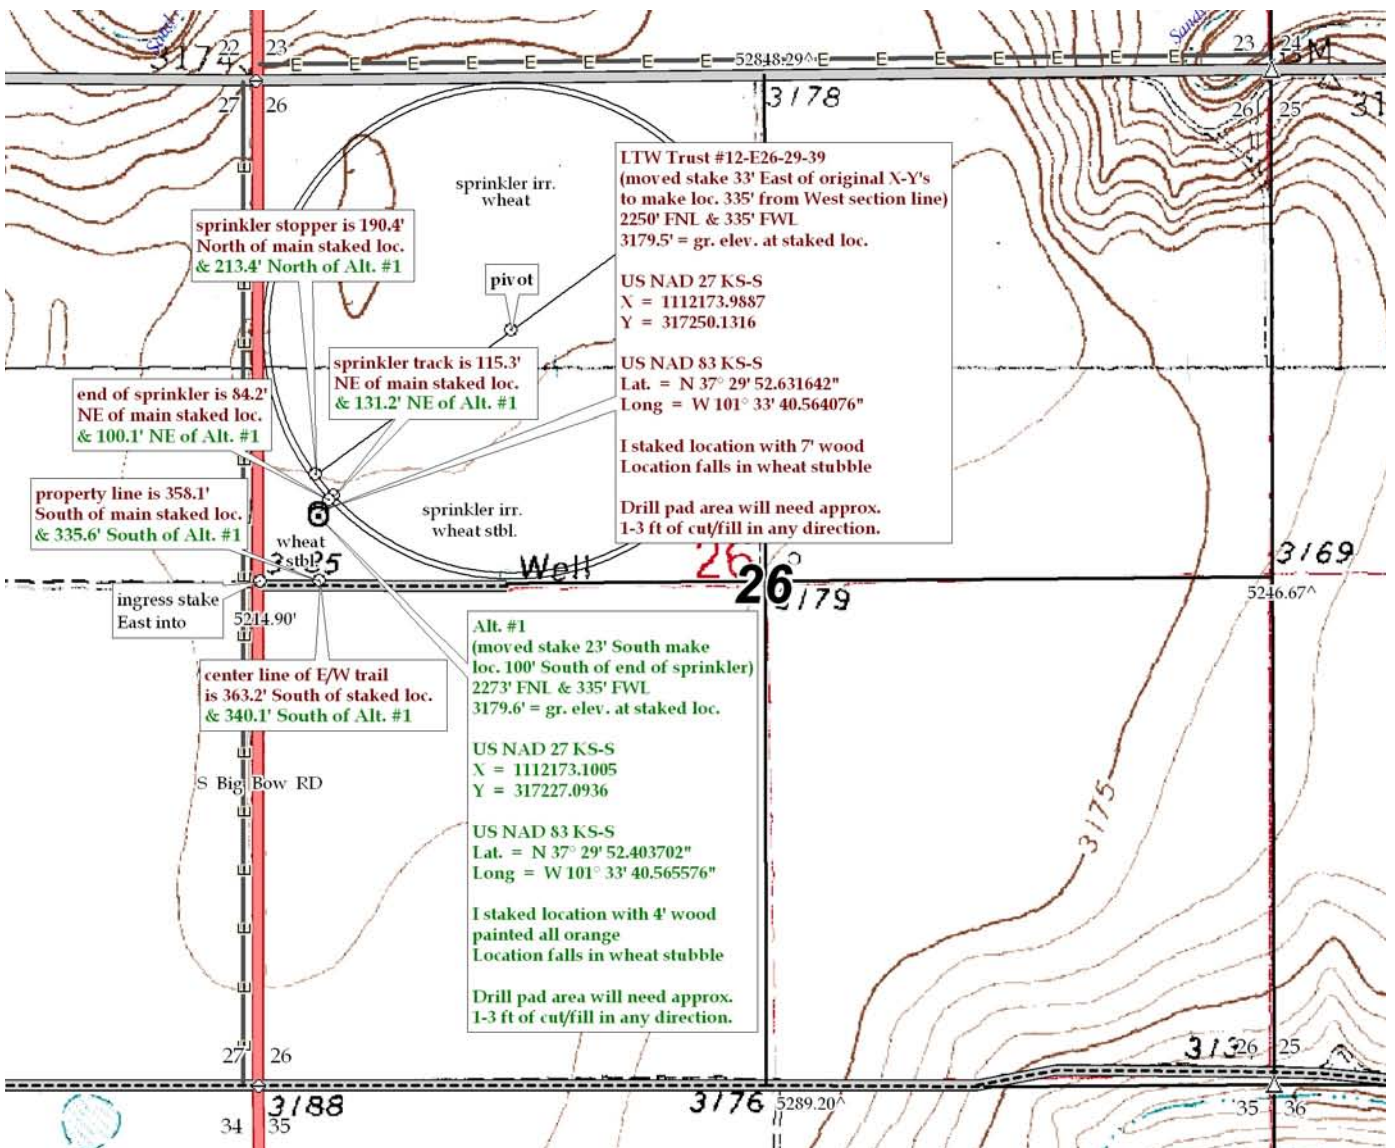 Sands
22 23
3174
E E E E E 52848.29^ E E E E E E E
23 24
M
27 26
3178
26 25
31
sprinkler irr.
wheat
LTW Trust #12-E26-29-39
(moved stake 33' East of original X-Y's
to make loc. 335' from West section line)
2250' FNL & 335' FWL
3179.5' = gr. elev. at staked loc.
US NAD 27 KS-S
X = 1112173.9887
Y = 317250.1316
US NAD 83 KS-S
Lat. = N 37° 29' 52.631642"
Long = W 101° 33' 40.564076"
I staked location with 7' wood
Location falls in wheat stubble
Drill pad area will need approx.
1-3 ft of cut/fill in any direction.
sprinkler stopper is 190.4'
North of main staked loc.
& 213.4' North of Alt. #1
pivot
sprinkler track is 115.3'
NE of main staked loc.
& 131.2' NE of Alt. #1
end of sprinkler is 84.2'
NE of main staked loc.
& 100.1' NE of Alt. #1
property line is 358.1'
South of main staked loc.
& 335.6' South of Alt. #1
sprinkler irr.
wheat stbl.
wheat
stbl.
Well
26
26
3179
3169
5246.67^
ingress stake
East into
5214.90'
center line of E/W trail
is 363.2' South of staked loc.
& 340.1' South of Alt. #1
Alt. #1
(moved stake 23' South make
loc. 100' South of end of sprinkler)
2273' FNL & 335' FWL
3179.6' = gr. elev. at staked loc.
US NAD 27 KS-S
X = 1112173.1005
Y = 317227.0936
US NAD 83 KS-S
Lat. = N 37° 29' 52.403702"
Long = W 101° 33' 40.565576"
I staked location with 4' wood
painted all orange
Location falls in wheat stubble
Drill pad area will need approx.
1-3 ft of cut/fill in any direction.
S Big Bow RD
3175
27 26
26 25
3188
3176
5289.20^
34 35
35 36